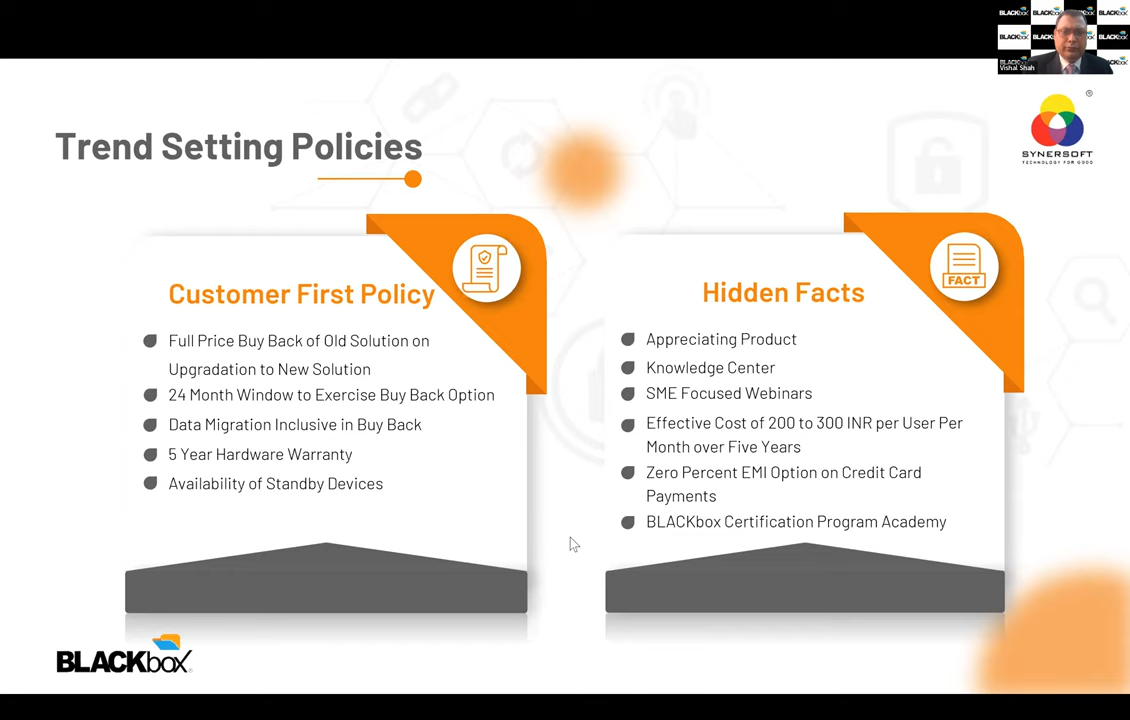 BLACKbox
Vishal Shah
®
SYNERSOFT
TECHNOLOGY FOR GOOD
Trend Setting Policies
Customer First Policy
Full Price Buy Back of Old Solution on
Upgradation to New Solution
24 Month Window to Exercise Buy Back Option
Data Migration Inclusive in Buy Back
5 Year Hardware Warranty
Availability of Standby Devices
FACT
Hidden Facts
Appreciating Product
Knowledge Center
SME Focused Webinars
Effective Cost of 200 to 300 INR per User Per
Month over Five Years
Zero Percent EMI Option on Credit Card
Payments
BLACKbox Certification Program Academy
BLACKbox